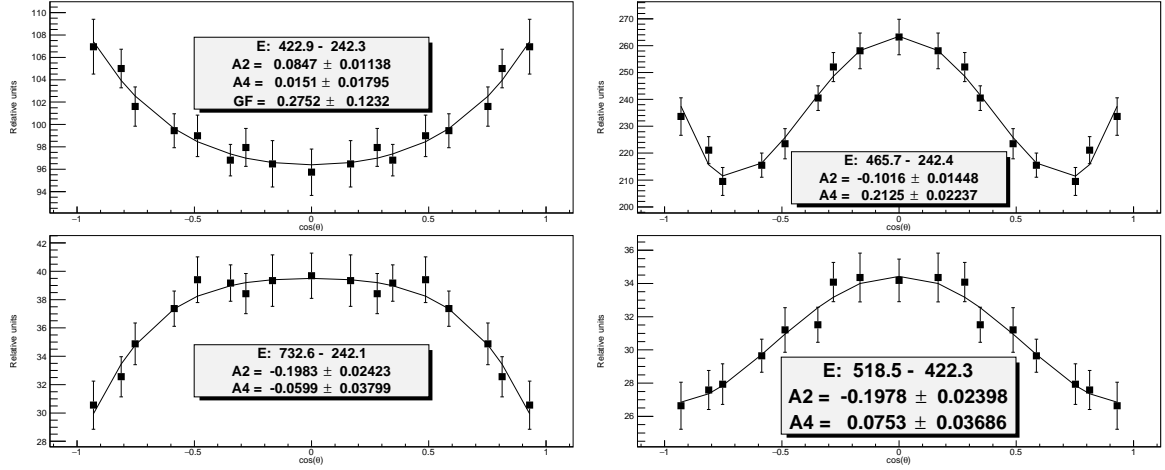 110
108
106
104
102
100
98
96
94
Relative units
E: 422.9 - 242.3
A2 = 0.0847 ± 0.01138
A4 = 0.0151 ± 0.01795
GF = 0.2752 ± 0.1232
−1 −0.5 0 0.5 1
cos(θ)
270
260
250
240
230
220
210
200
Relative units
E: 465.7 - 242.4
A2 = -0.1016 ± 0.01448
A4 = 0.2125 ± 0.02237
−1 −0.5 0 0.5 1
cos(θ)
42
40
38
36
34
32
30
28
Relative units
E: 732.6 - 242.1
A2 = -0.1983 ± 0.02423
A4 = -0.0599 ± 0.03799
−1 −0.5 0 0.5 1
cos(θ)
36
34
32
30
28
26
Relative units
E: 518.5 - 422.3
A2 = -0.1978 ± 0.02398
A4 = 0.0753 ± 0.03686
−1 −0.5 0 0.5 1
cos(θ)